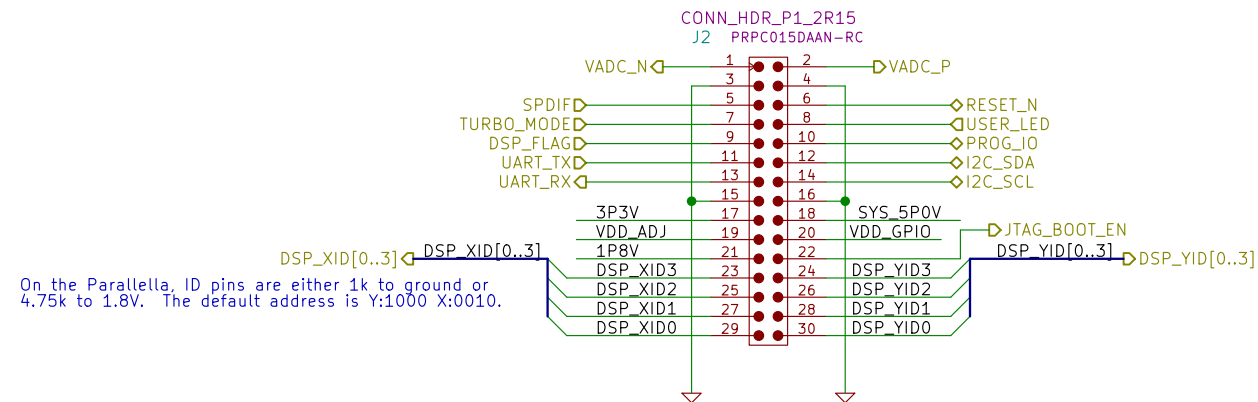 CONN_HDR_P1_2R15
J2 PRPC015DAAN-RC
VADC_N 1 2 VADC_P
3 4
SPDIF 5 6 RESET_N
TURBO_MODE 7 8 USER_LED
DSP_FLAG 9 10 PROG_IO
UART_TX 11 12 I2C_SDA
UART_RX 13 14 I2C_SCL
15 16
3P3V 17 18 SYS_5P0V
VDD_ADJ 19 20 VDD_GPIO JTAG_BOOT_EN
DSP_XID[0..3] DSP_XID[0..3] 1P8V 21 22 DSP_YID[0..3] DSP_YID[0..3]
DSP_XID3 23 24 DSP_YID3
On the Parallella, ID pins are either 1k to ground or
DSP_XID2 25 26 DSP_YID2
4.75k to 1.8V. The default address is Y:1000 X:0010.
DSP_XID1 27 28 DSP_YID1
DSP_XID0 29 30 DSP_YID0